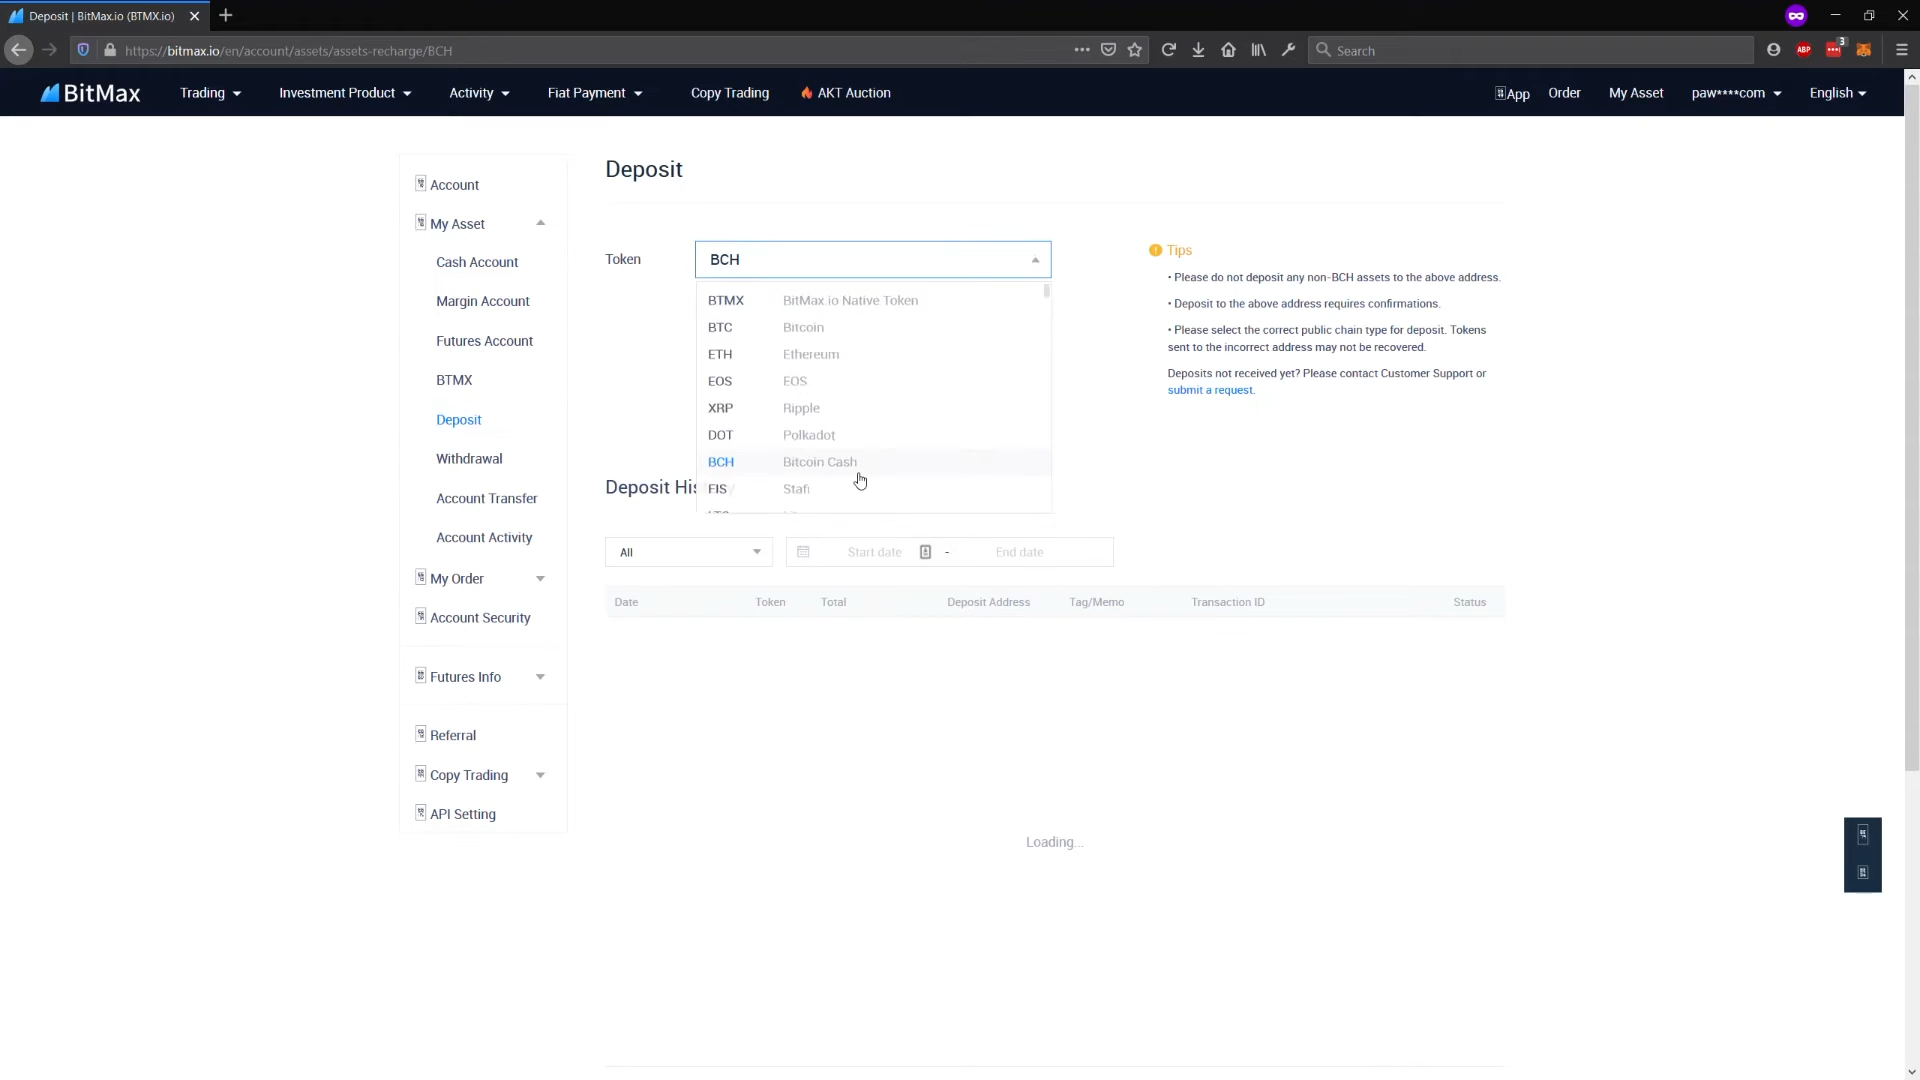 Deposit | BitMax.io (BTMX.io)
https://bitmax.io/en/account/assets/assets-recharge/BCH
Search
ABP
3
BitMax
Trading
Investment Product
Activity
Fiat Payment
Copy Trading
AKT Auction
App
Order
My Asset
paw****com
English
Account
My Asset
Cash Account
Margin Account
Futures Account
BTMX
Deposit
Withdrawal
Account Transfer
Account Activity
My Order
Account Security
Futures Info
Referral
Copy Trading
API Setting
Deposit
Token
BCH
BTMX BitMax.io Native Token
BTC Bitcoin
ETH Ethereum
EOS EOS
XRP Ripple
DOT Polkadot
BCH Bitcoin Cash
FIS Stafi
Tips
• Please do not deposit any non-BCH assets to the above address.
• Deposit to the above address requires confirmations.
• Please select the correct public chain type for deposit. Tokens
sent to the incorrect address may not be recovered.
Deposits not received yet? Please contact Customer Support or
submit a request.
Deposit His
All
Start date - End date
Date Token Total Deposit Address Tag/Memo Transaction ID Status
Loading...